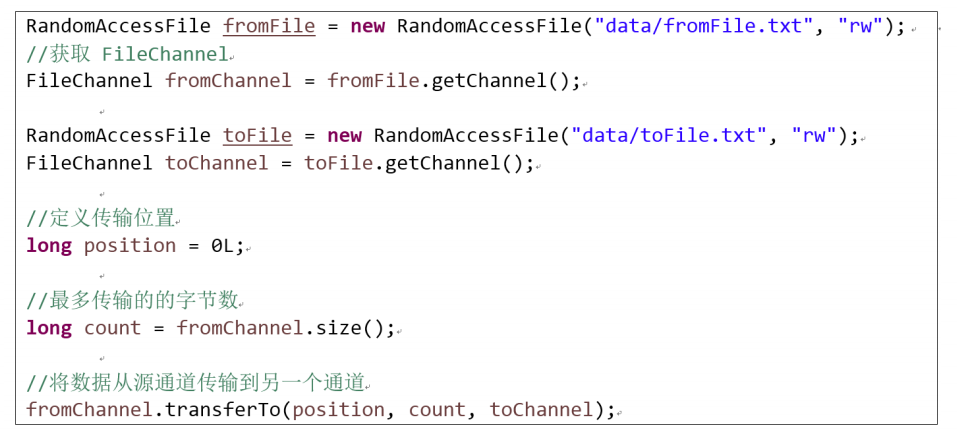 RandomAccessFile fromFile = new RandomAccessFile("data/fromFile.txt", "rw");
//获取 FileChannel
FileChannel fromChannel = fromFile.getChannel();
RandomAccessFile toFile = new RandomAccessFile("data/toFile.txt", "rw");
FileChannel toChannel = toFile.getChannel();
//定义传输位置
long position = 0L;
//最多传输的的字节数
long count = fromChannel.size();
//将数据从源通道传输到另一个通道
fromChannel.transferTo(position, count, toChannel);